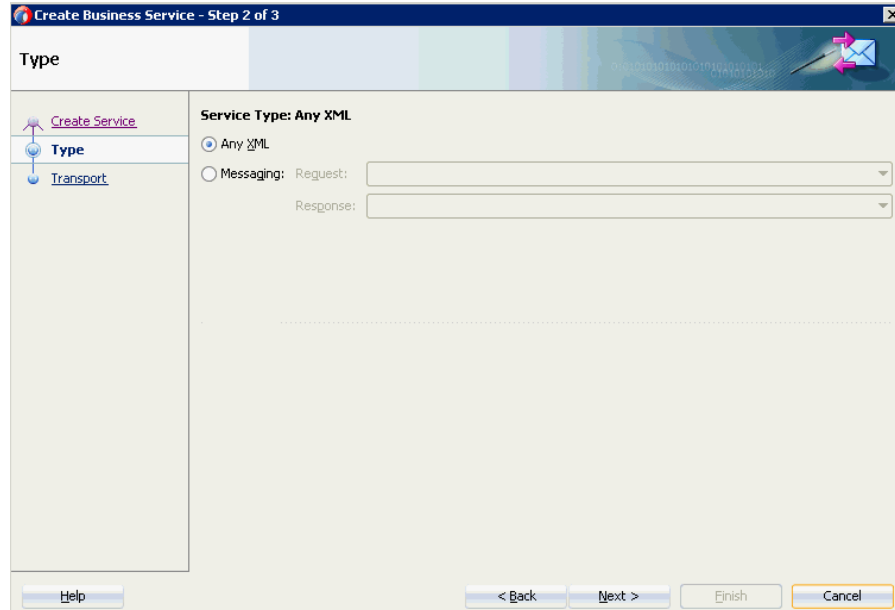 Create Business Service - Step 2 of 3
Type
Create Service
Type
Transport
Service Type: Any XML
Any XML
Messaging: Request:
Response:
Help
< Back
Next >
Finish
Cancel